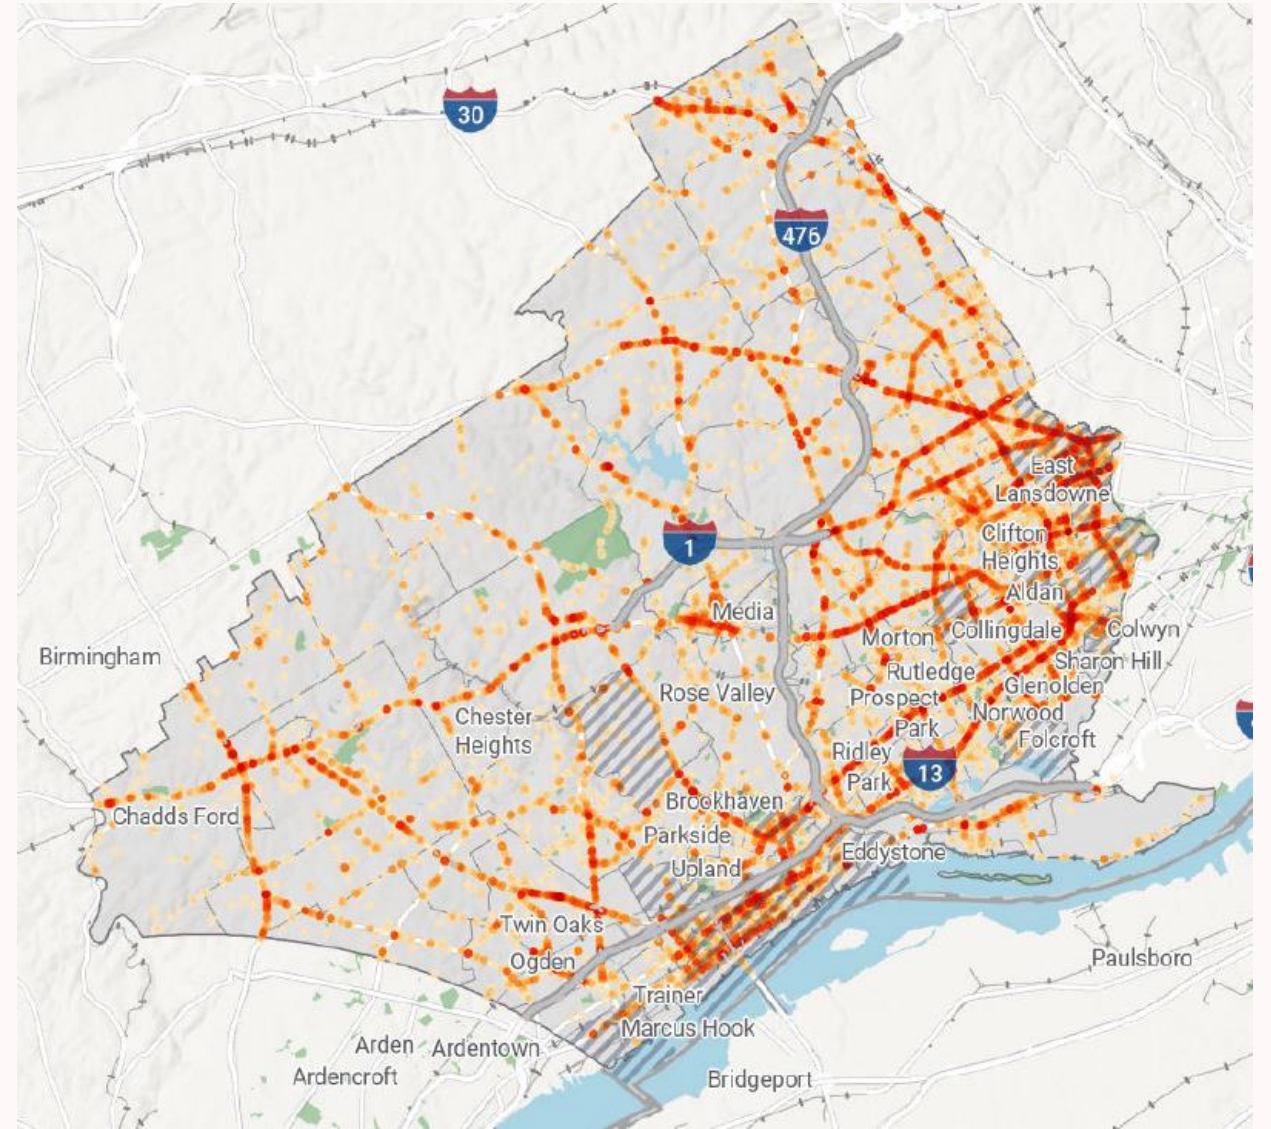 30
476
East
Lansdowne
1
Clifton
Heights
Aldan
Media
Morton
Collingdale
Colwyn
Birmingham
Rutledge
Sharon Hill
Rose Valley
Prospect
Park
Glenolden
Norwood
Chester
Heights
Folcroft
Ridley
Park
13
Chadds Ford
Brookhaven
Parkside
Upland
Eddystone
Twin Oaks
Ogden
Paulsboro
Trainer
Marcus Hook
Arden
Ardentown
Ardencroft
Bridgeport